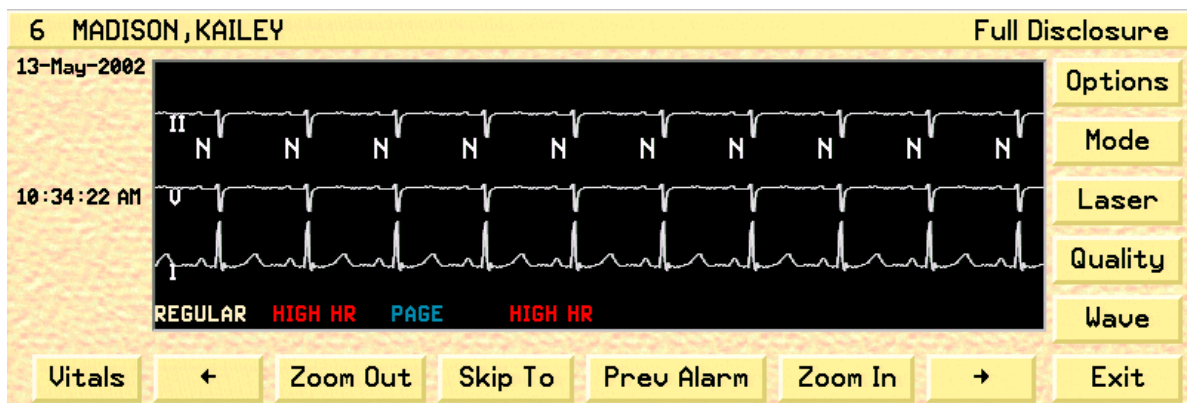 6 MADISON,KAILEY Full Disclosure
13-May-2002
Options
II
N N N N N N N N N N
Mode
10:34:22 AM
V
Laser
I
Quality
REGULAR HIGH HR PAGE HIGH HR
Wave
Vitals ← Zoom Out Skip To Prev Alarm Zoom In → Exit